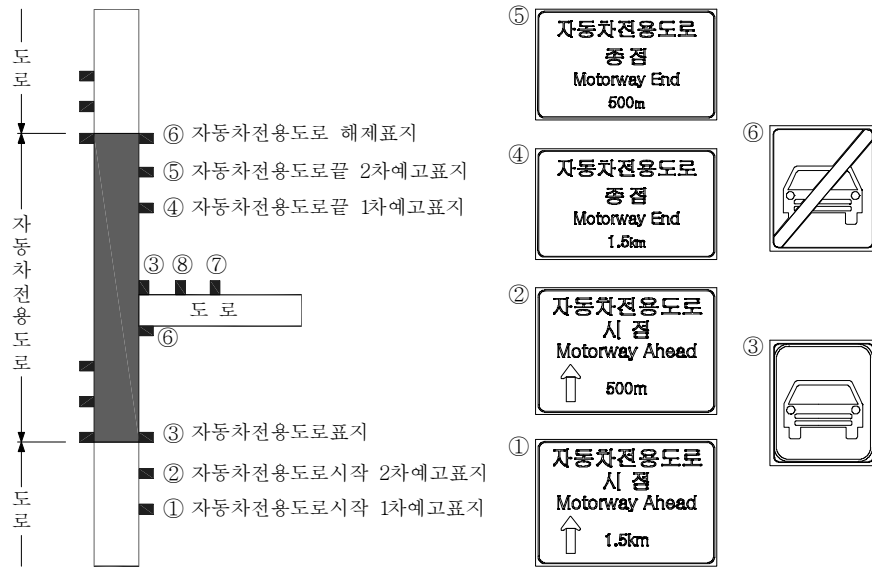 도로
자동차전용도로
도로
⑥ 자동차전용도로 해제표지
⑤ 자동차전용도로끝 2차예고표지
④ 자동차전용도로끝 1차예고표지
③ ⑧ ⑦
도 로
⑥
③ 자동차전용도로표지
② 자동차전용도로시작 2차예고표지
① 자동차전용도로시작 1차예고표지
⑤
자동차전용도로
종 점
Motorway End
500m
④
자동차전용도로
종 점
Motorway End
1.5km
②
자동차전용도로
시 점
Motorway Ahead
500m
①
자동차전용도로
시 점
Motorway Ahead
1.5km
⑥
③